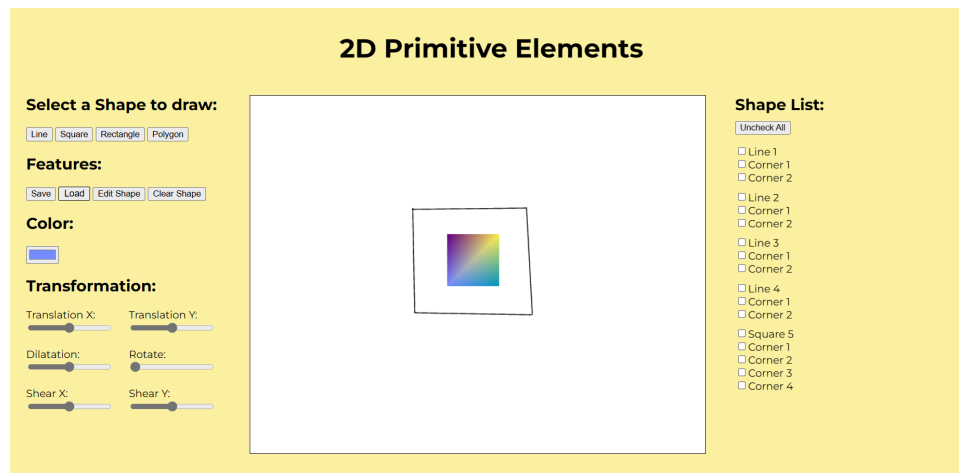 2D Primitive Elements
Select a Shape to draw:
Line Square Rectangle Polygon
Features:
Save Load Edit Shape Clear Shape
Color:
Transformation:
Translation X: Translation Y:
Dilatation: Rotate:
Shear X: Shear Y:
Shape List:
Uncheck All
Line 1
Corner 1
Corner 2
Line 2
Corner 1
Corner 2
Line 3
Corner 1
Corner 2
Line 4
Corner 1
Corner 2
Square 5
Corner 1
Corner 2
Corner 3
Corner 4